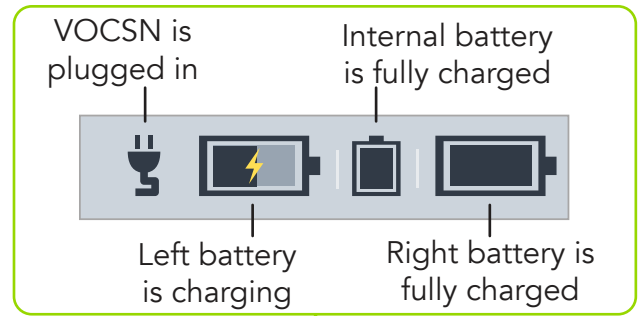 VOCSN is
plugged in
Internal battery
is fully charged
Left battery
is charging
Right battery is
fully charged